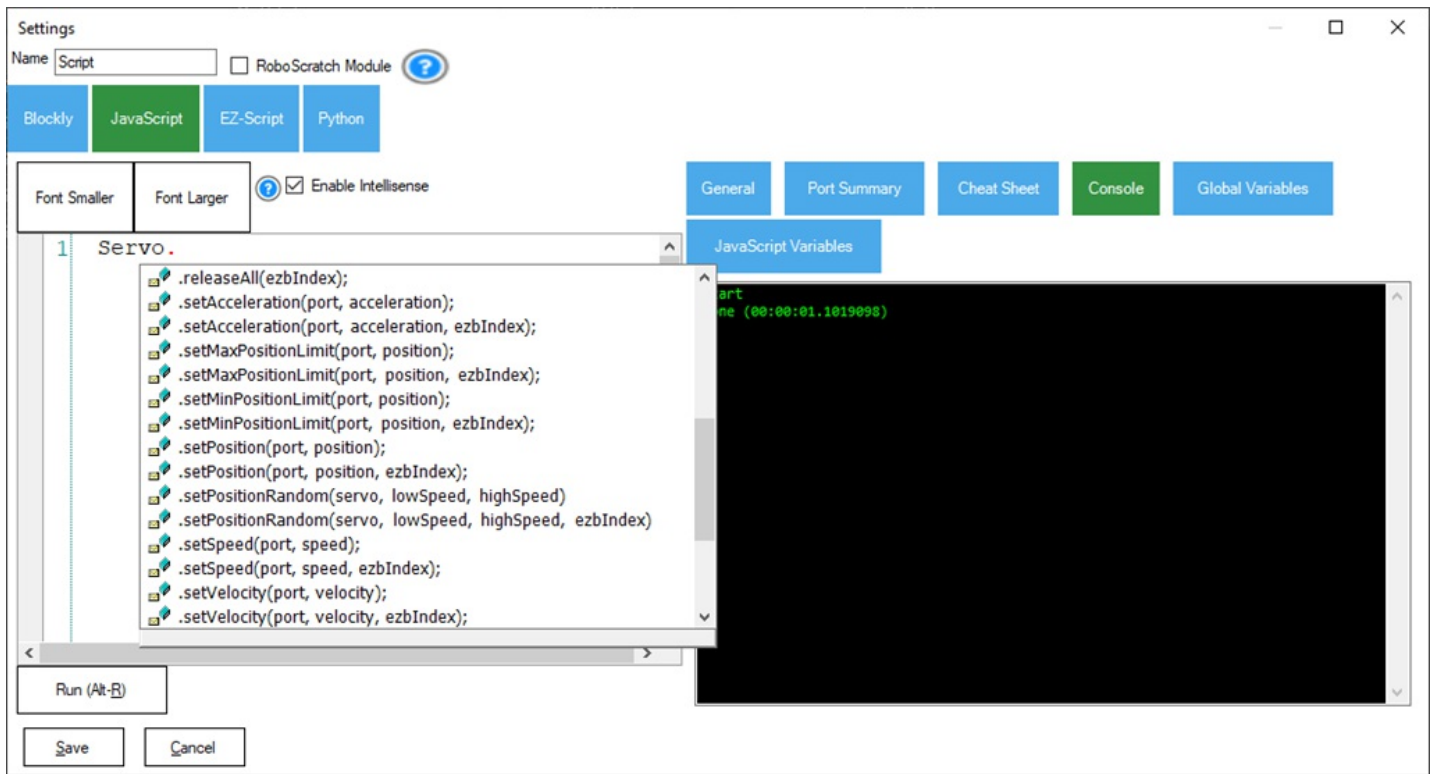 Settings
Name Script RoboScratch Module ?
Blockly JavaScript EZ-Script Python
Font Smaller Font Larger ? Enable Intellisense
General Port Summary Cheat Sheet Console Global Variables
JavaScript Variables
1 Servo.
.releaseAll(ezbIndex);
.setAcceleration(port, acceleration);
.setAcceleration(port, acceleration, ezbIndex);
.setMaxPositionLimit(port, position);
.setMaxPositionLimit(port, position, ezbIndex);
.setMinPositionLimit(port, position);
.setMinPositionLimit(port, position, ezbIndex);
.setPosition(port, position);
.setPosition(port, position, ezbIndex);
.setPositionRandom(servo, lowSpeed, highSpeed)
.setPositionRandom(servo, lowSpeed, highSpeed, ezbIndex)
.setSpeed(port, speed);
.setSpeed(port, speed, ezbIndex);
.setVelocity(port, velocity);
.setVelocity(port, velocity, ezbIndex);
art
ne (00:00:01.1019098)
Run (Alt-R)
Save Cancel